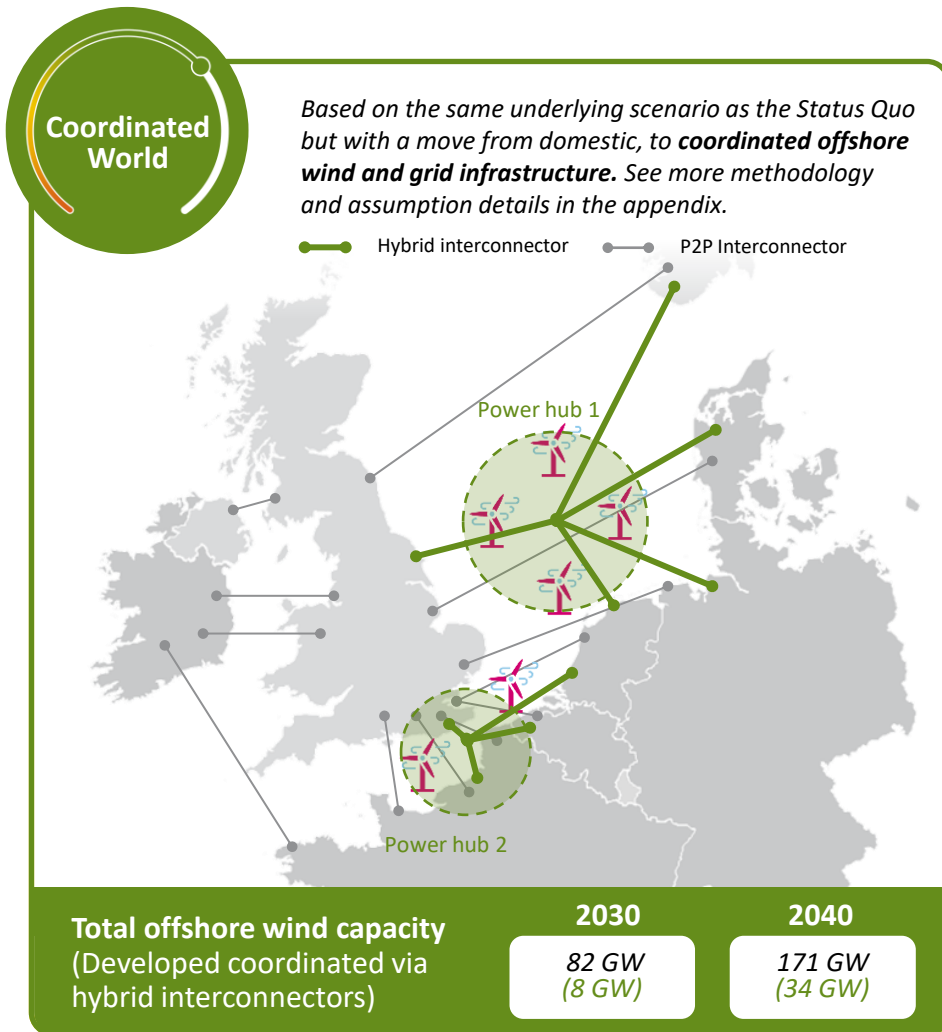 Coordinated
World
Based on the same underlying scenario as the Status Quo
but with a move from domestic, to coordinated offshore
wind and grid infrastructure. See more methodology
and assumption details in the appendix.
Hybrid interconnector
P2P Interconnector
Power hub 1
Power hub 2
Total offshore wind capacity
(Developed coordinated via
hybrid interconnectors)
2030
82 GW
(8 GW)
2040
171 GW
(34 GW)